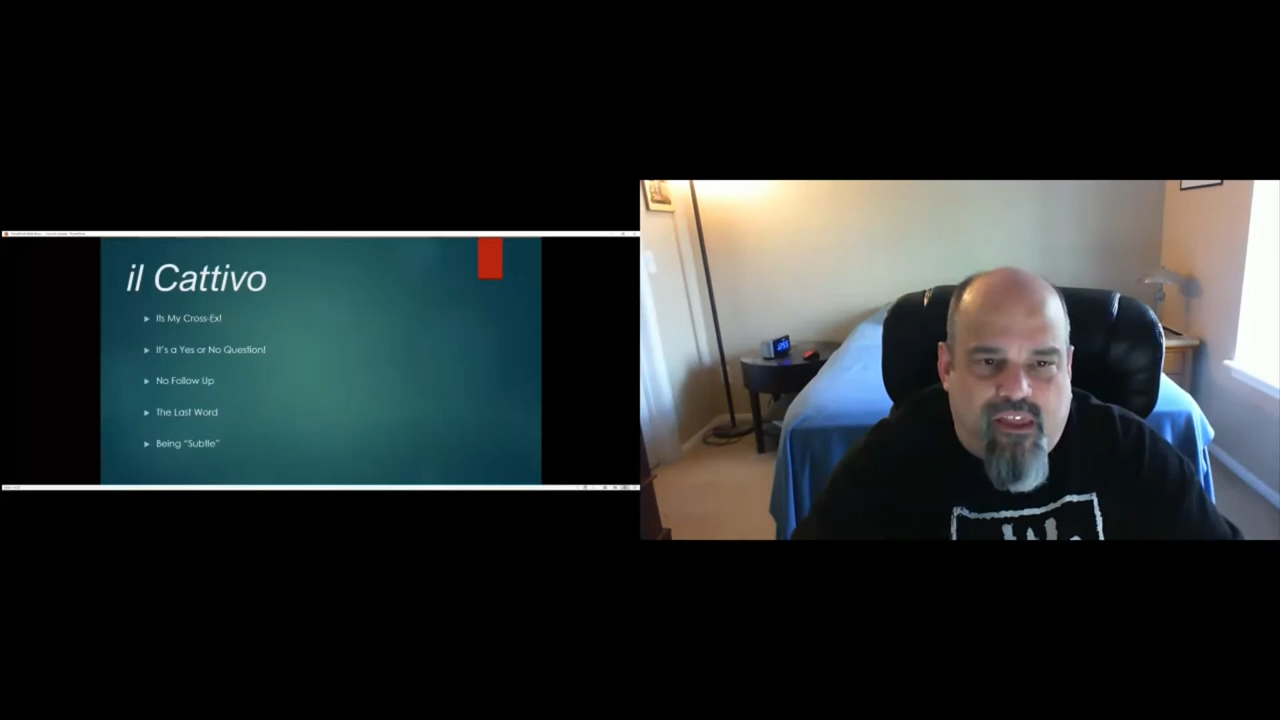 il Cattivo
Its My Cross-Ex!
It's a Yes or No Question!
No Follow Up
The Last Word
Being “Subtle”